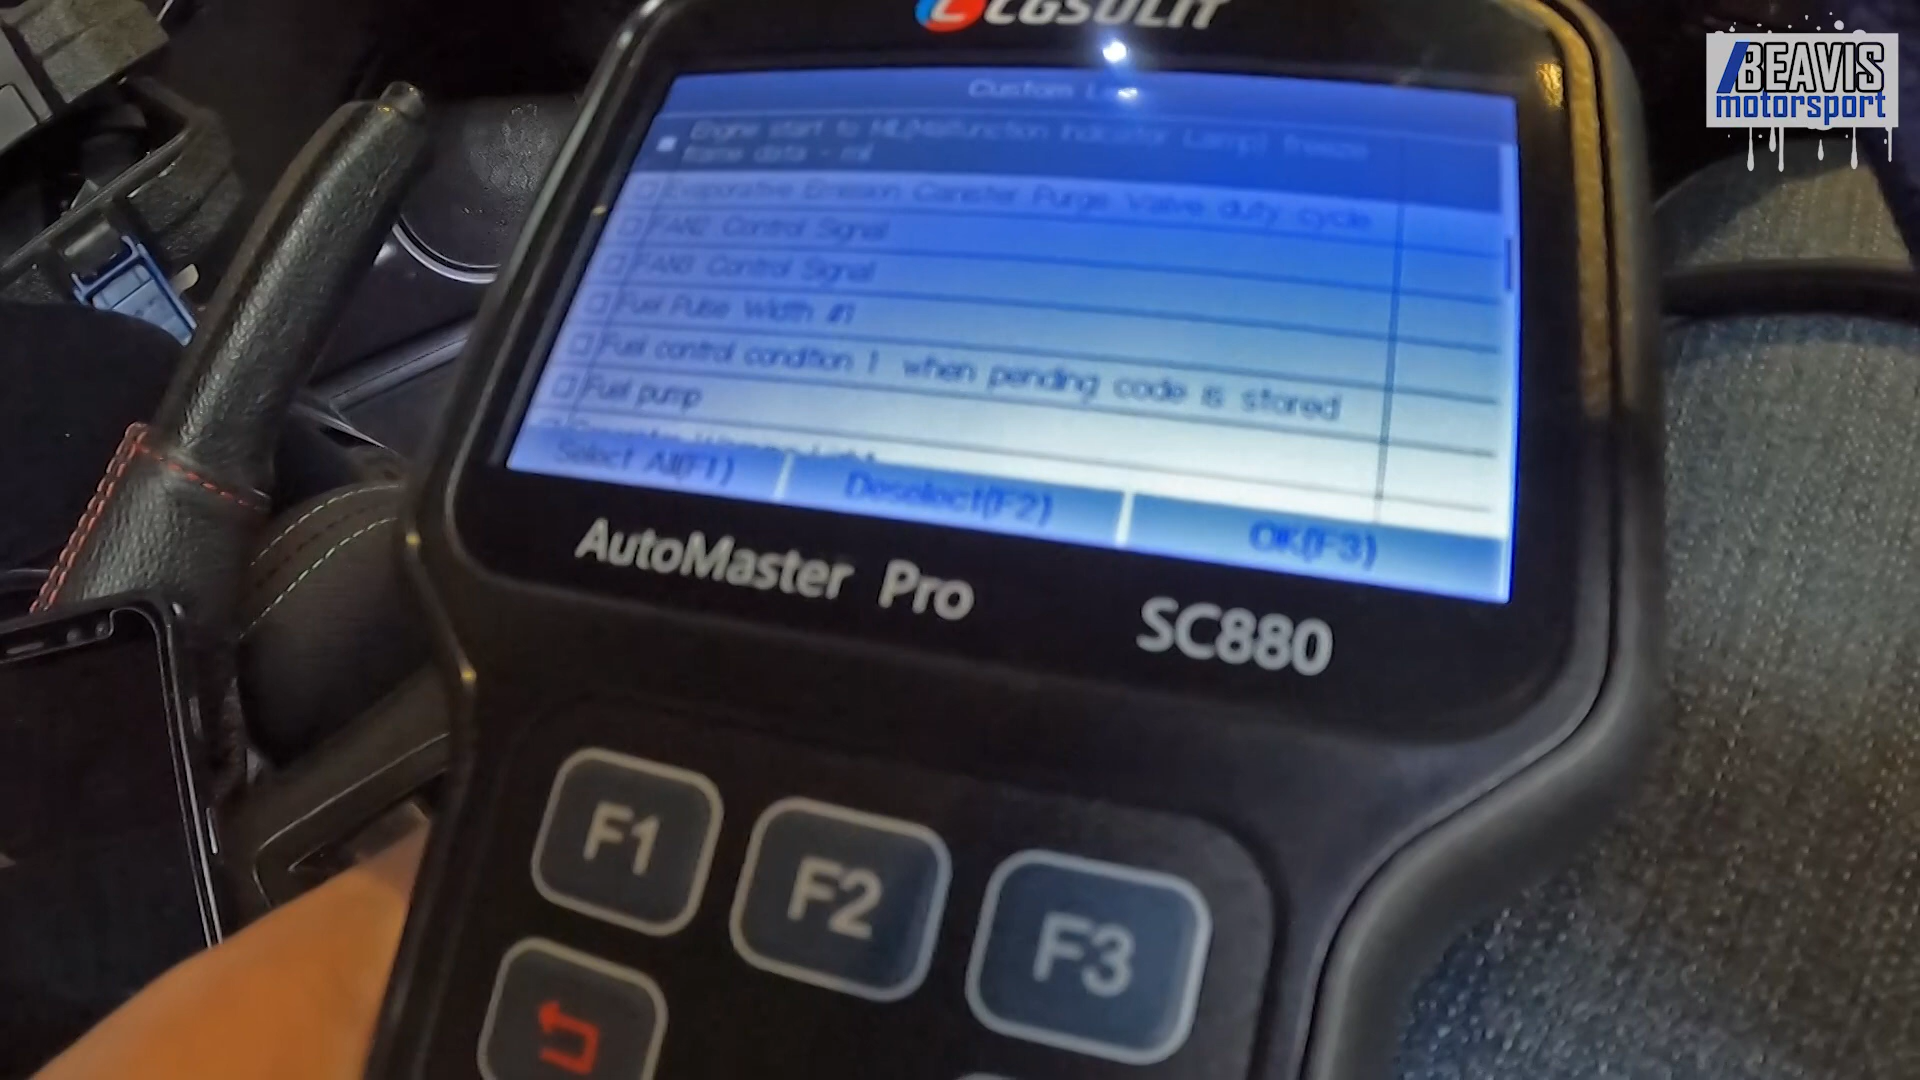 CGSULIT
BEAVIS
motorsport
Custom
Engine start to MIL(Malfunction Indicator Lamp) freeze
frame data - mil
Evaporative Emission Canister Purge Valve duty cycle
FAN2 Control Signal
FAN3 Control Signal
Fuel Pulse Width #1
Fuel control condition 1 when pending code is stored
Fuel pump
Select All(F1)
Deselect(F2)
OK(F3)
AutoMaster Pro
SC880
F1
F2
F3